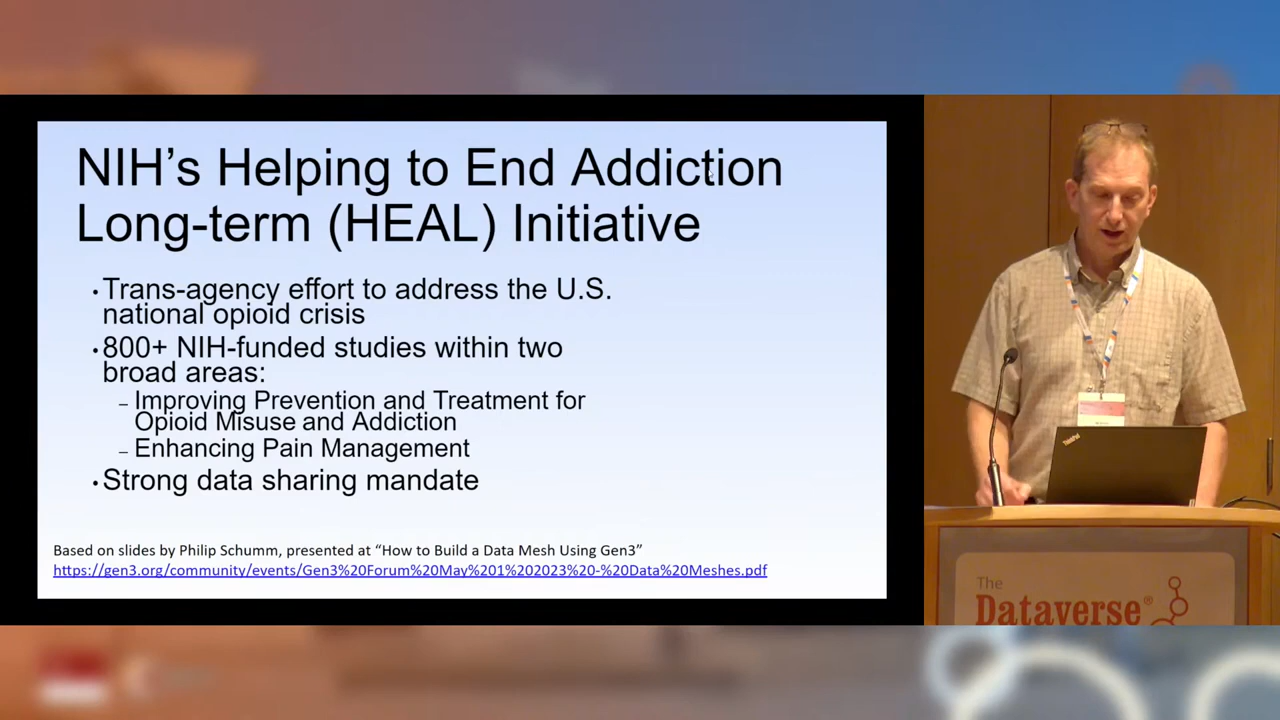 NIH’s Helping to End Addiction
Long-term (HEAL) Initiative
•Trans-agency effort to address the U.S.
national opioid crisis
•800+ NIH-funded studies within two
broad areas:
– Improving Prevention and Treatment for
Opioid Misuse and Addiction
– Enhancing Pain Management
•Strong data sharing mandate
Based on slides by Philip Schumm, presented at “How to Build a Data Mesh Using Gen3”
https://gen3.org/community/events/Gen3%20Forum%20May%201%202023%20-%20Data%20Meshes.pdf
ThinkPad
The
Dataverse®